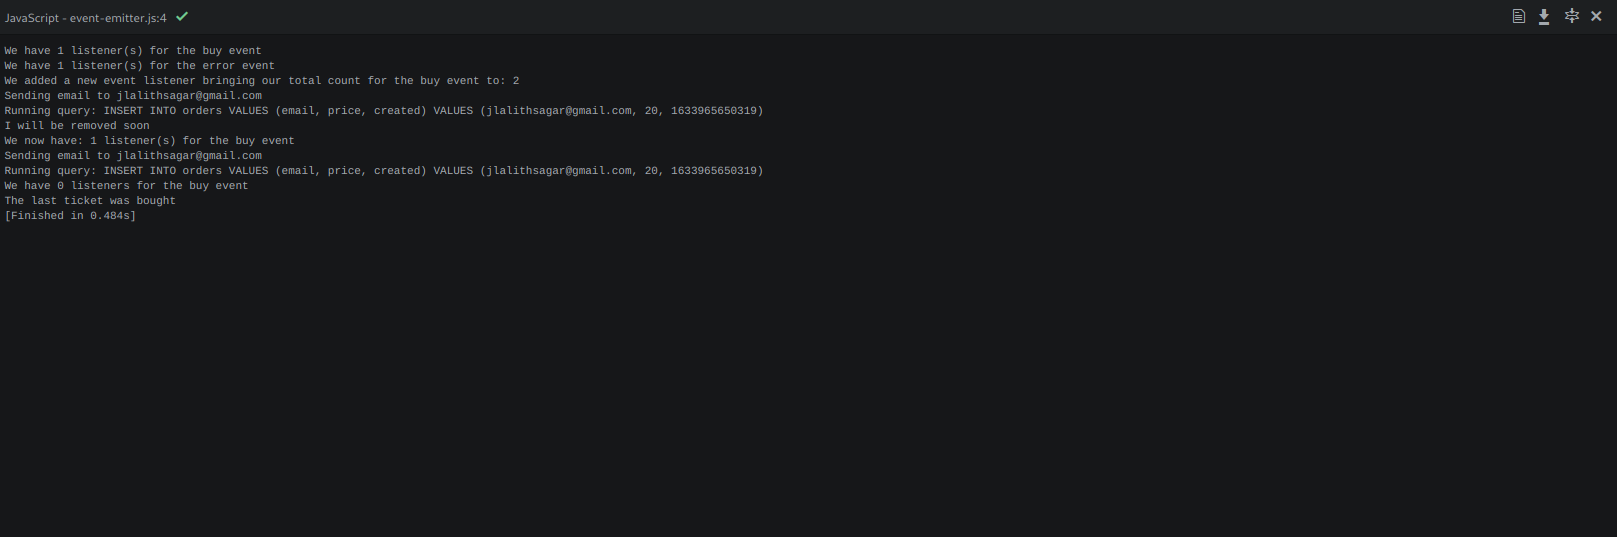 JavaScript - event-emitter.js:4
We have 1 listener(s) for the buy event
We have 1 listener(s) for the error event
We added a new event listener bringing our total count for the buy event to: 2
Sending email to jlalithsagar@gmail.com
Running query: INSERT INTO orders VALUES (email, price, created) VALUES (jlalithsagar@gmail.com, 20, 1633965650319)
I will be removed soon
We now have: 1 listener(s) for the buy event
Sending email to jlalithsagar@gmail.com
Running query: INSERT INTO orders VALUES (email, price, created) VALUES (jlalithsagar@gmail.com, 20, 1633965650319)
We have 0 listeners for the buy event
The last ticket was bought
[Finished in 0.484s]